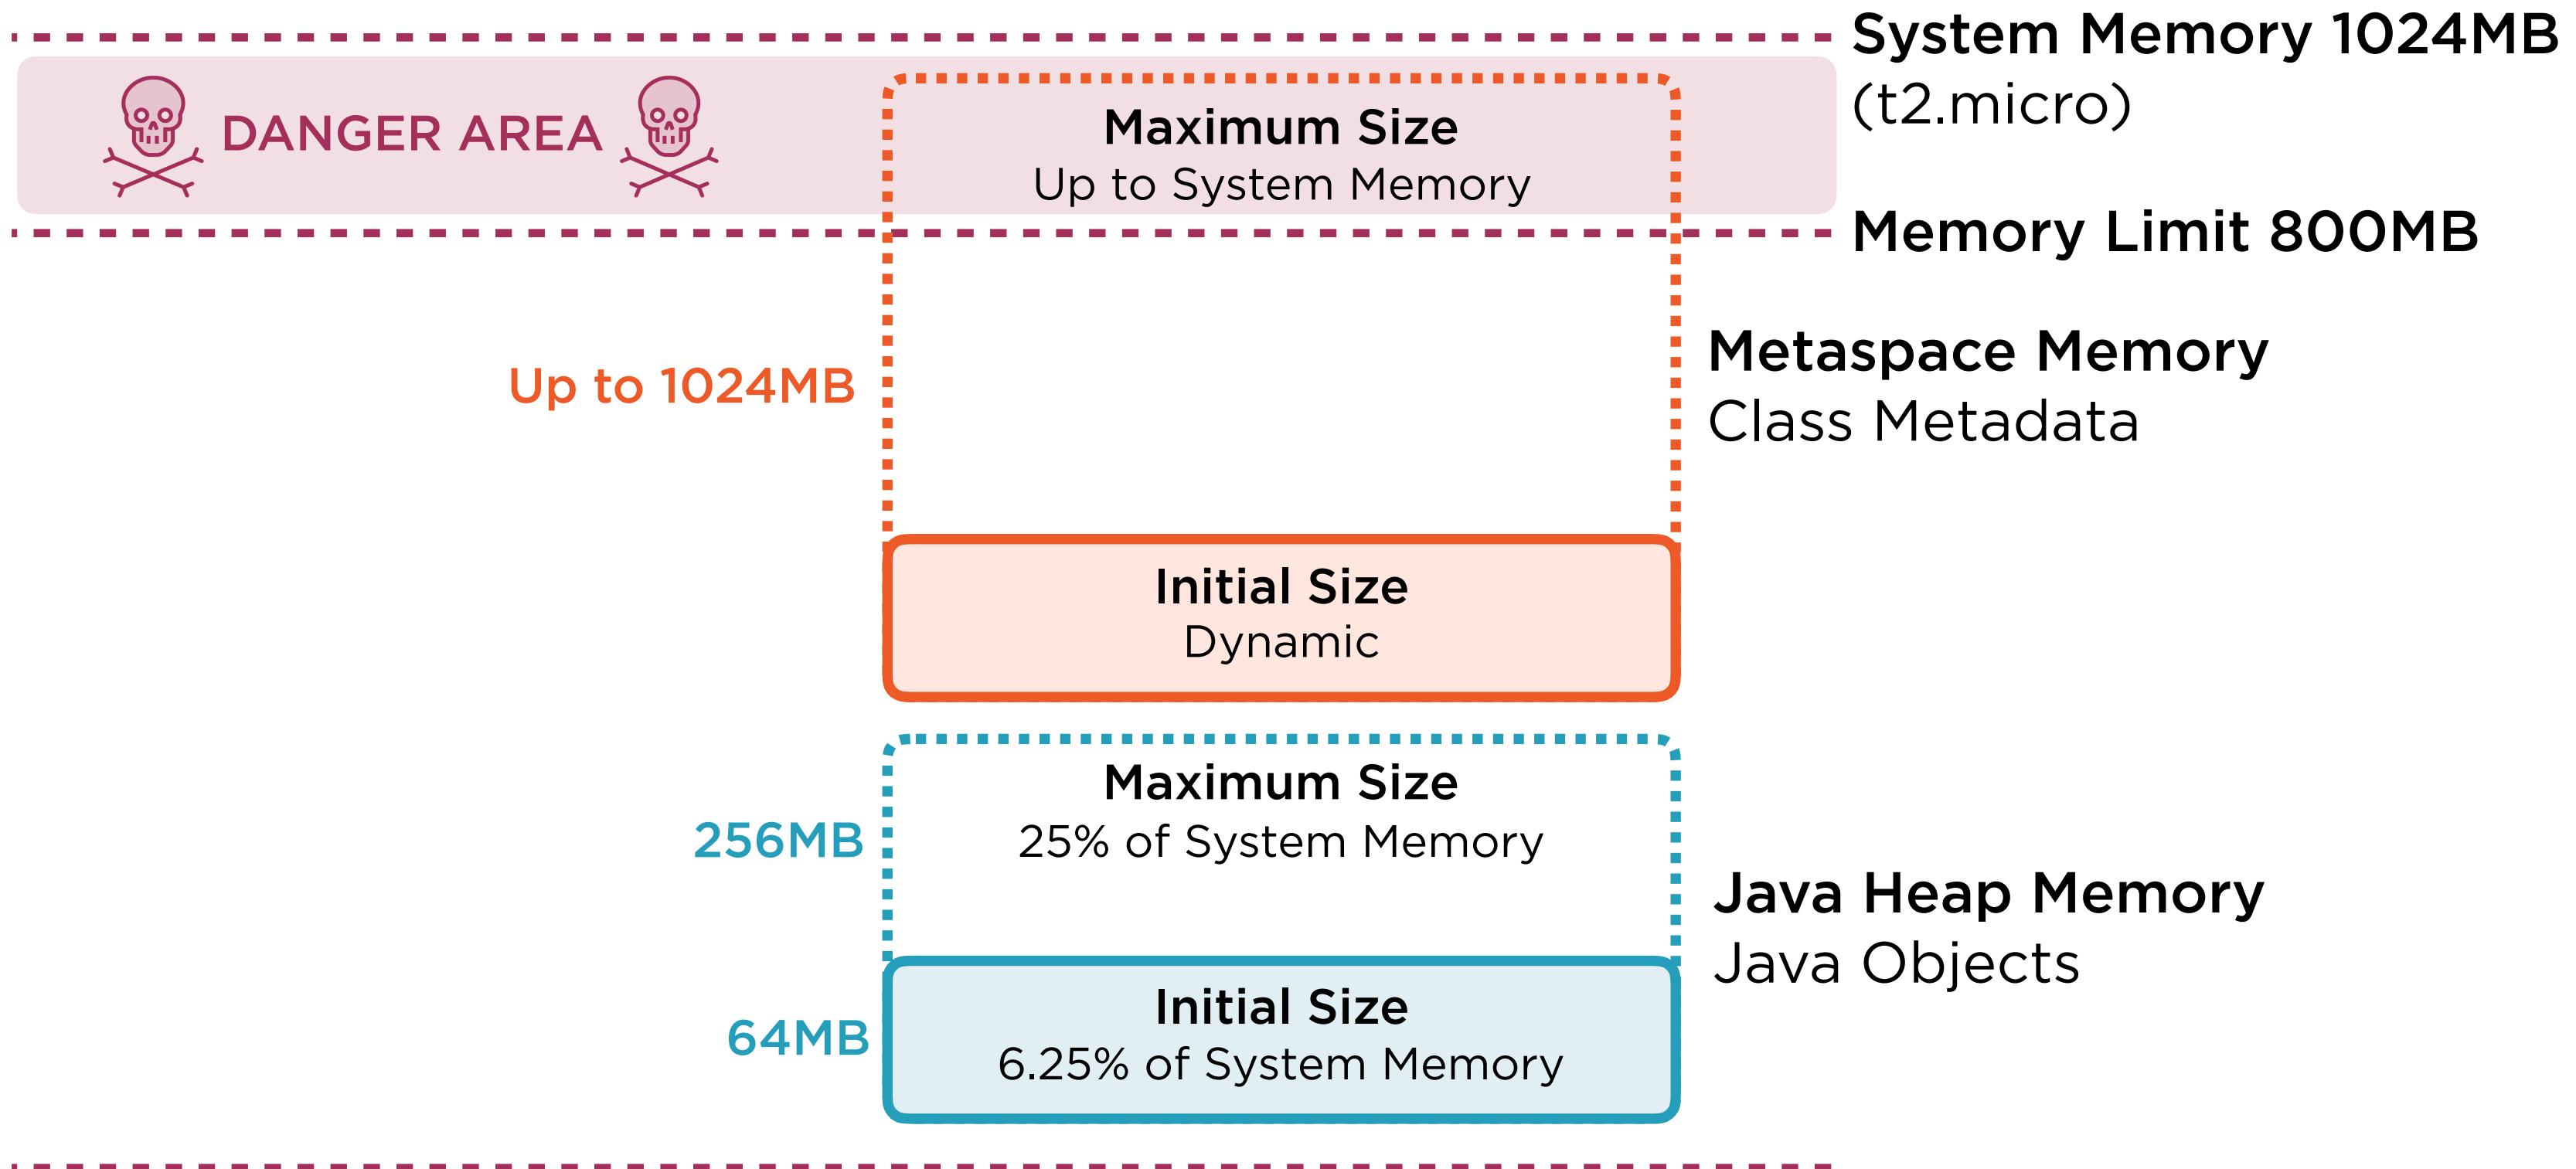 System Memory 1024MB
(t2.micro)
DANGER AREA
Maximum Size
Up to System Memory
Memory Limit 800MB
Up to 1024MB
Metaspace Memory
Class Metadata
Initial Size
Dynamic
Maximum Size
25% of System Memory
256MB
Java Heap Memory
Java Objects
Initial Size
6.25% of System Memory
64MB